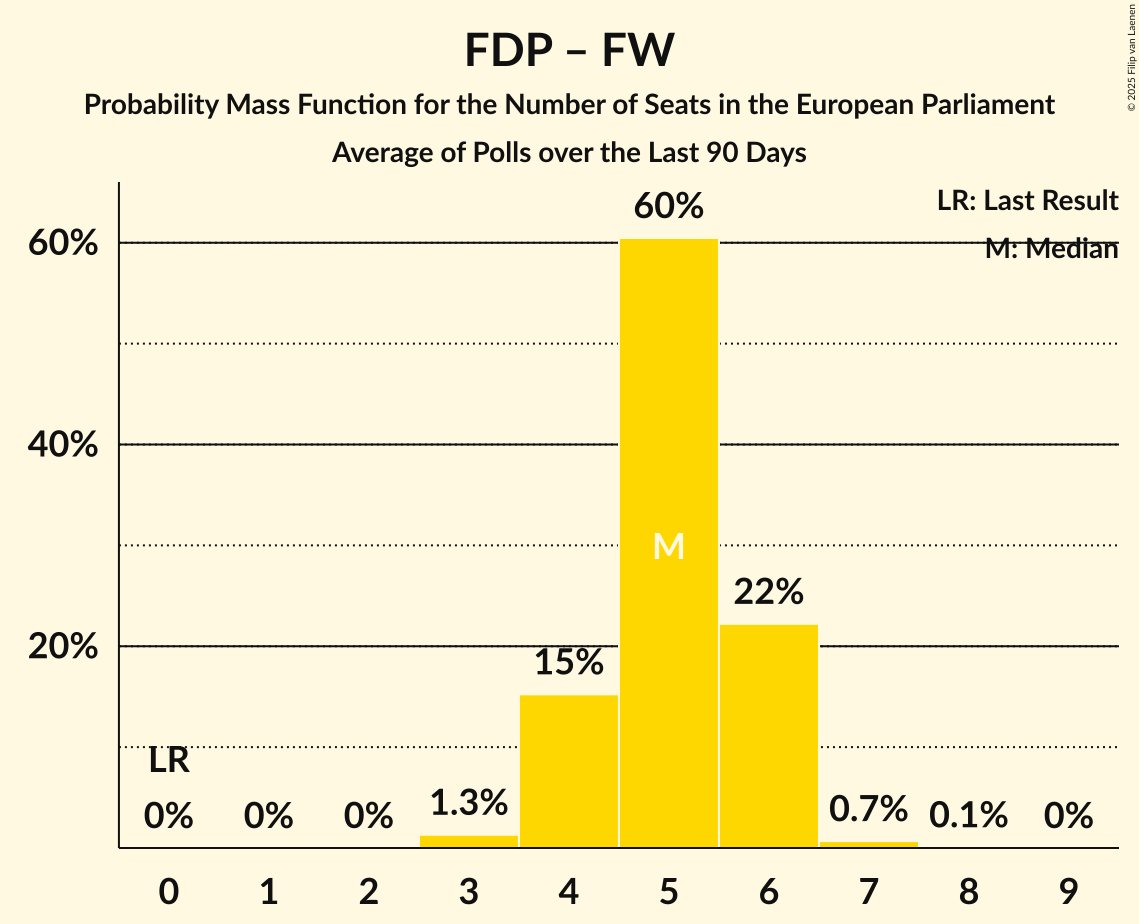 FDP – FW
Probability Mass Function for the Number of Seats in the European Parliament
Average of Polls over the Last 90 Days
© 2025 Filip van Laenen
LR: Last Result
M: Median
60%
40%
20%
LR
0%
0%
0%
1.3%
15%
60%
M
22%
0.7%
0.1%
0%
0 1 2 3 4 5 6 7 8 9